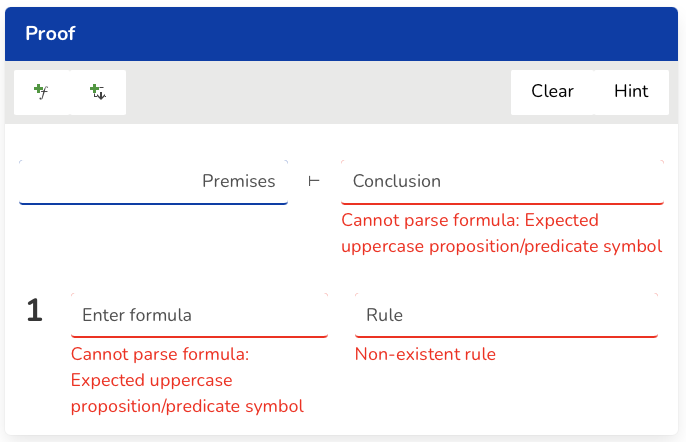 Proof
+f
Clear Hint
Premises ⊢ Conclusion
Cannot parse formula: Expected
uppercase proposition/predicate symbol
1 Enter formula Rule
Cannot parse formula: Non-existent rule
Expected uppercase
proposition/predicate symbol